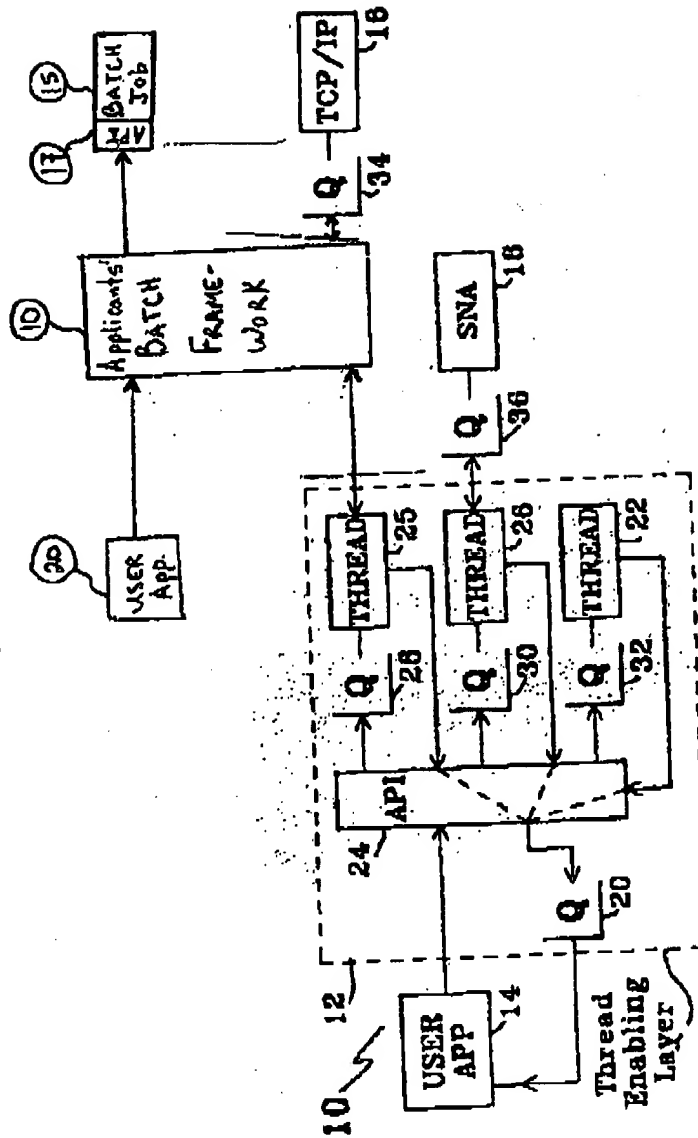 20
USER
App.
10
Applicants'
BATCH
FRAME-
WORK
17
15
API
BATCH
Job
Q
34
TCP/IP
16
10
12
USER
APP
14
24
API
Q
28
THREAD
25
Q
36
SNA
18
Q
30
THREAD
26
Q
32
THREAD
22
Q
20
Thread
Enabling
Layer